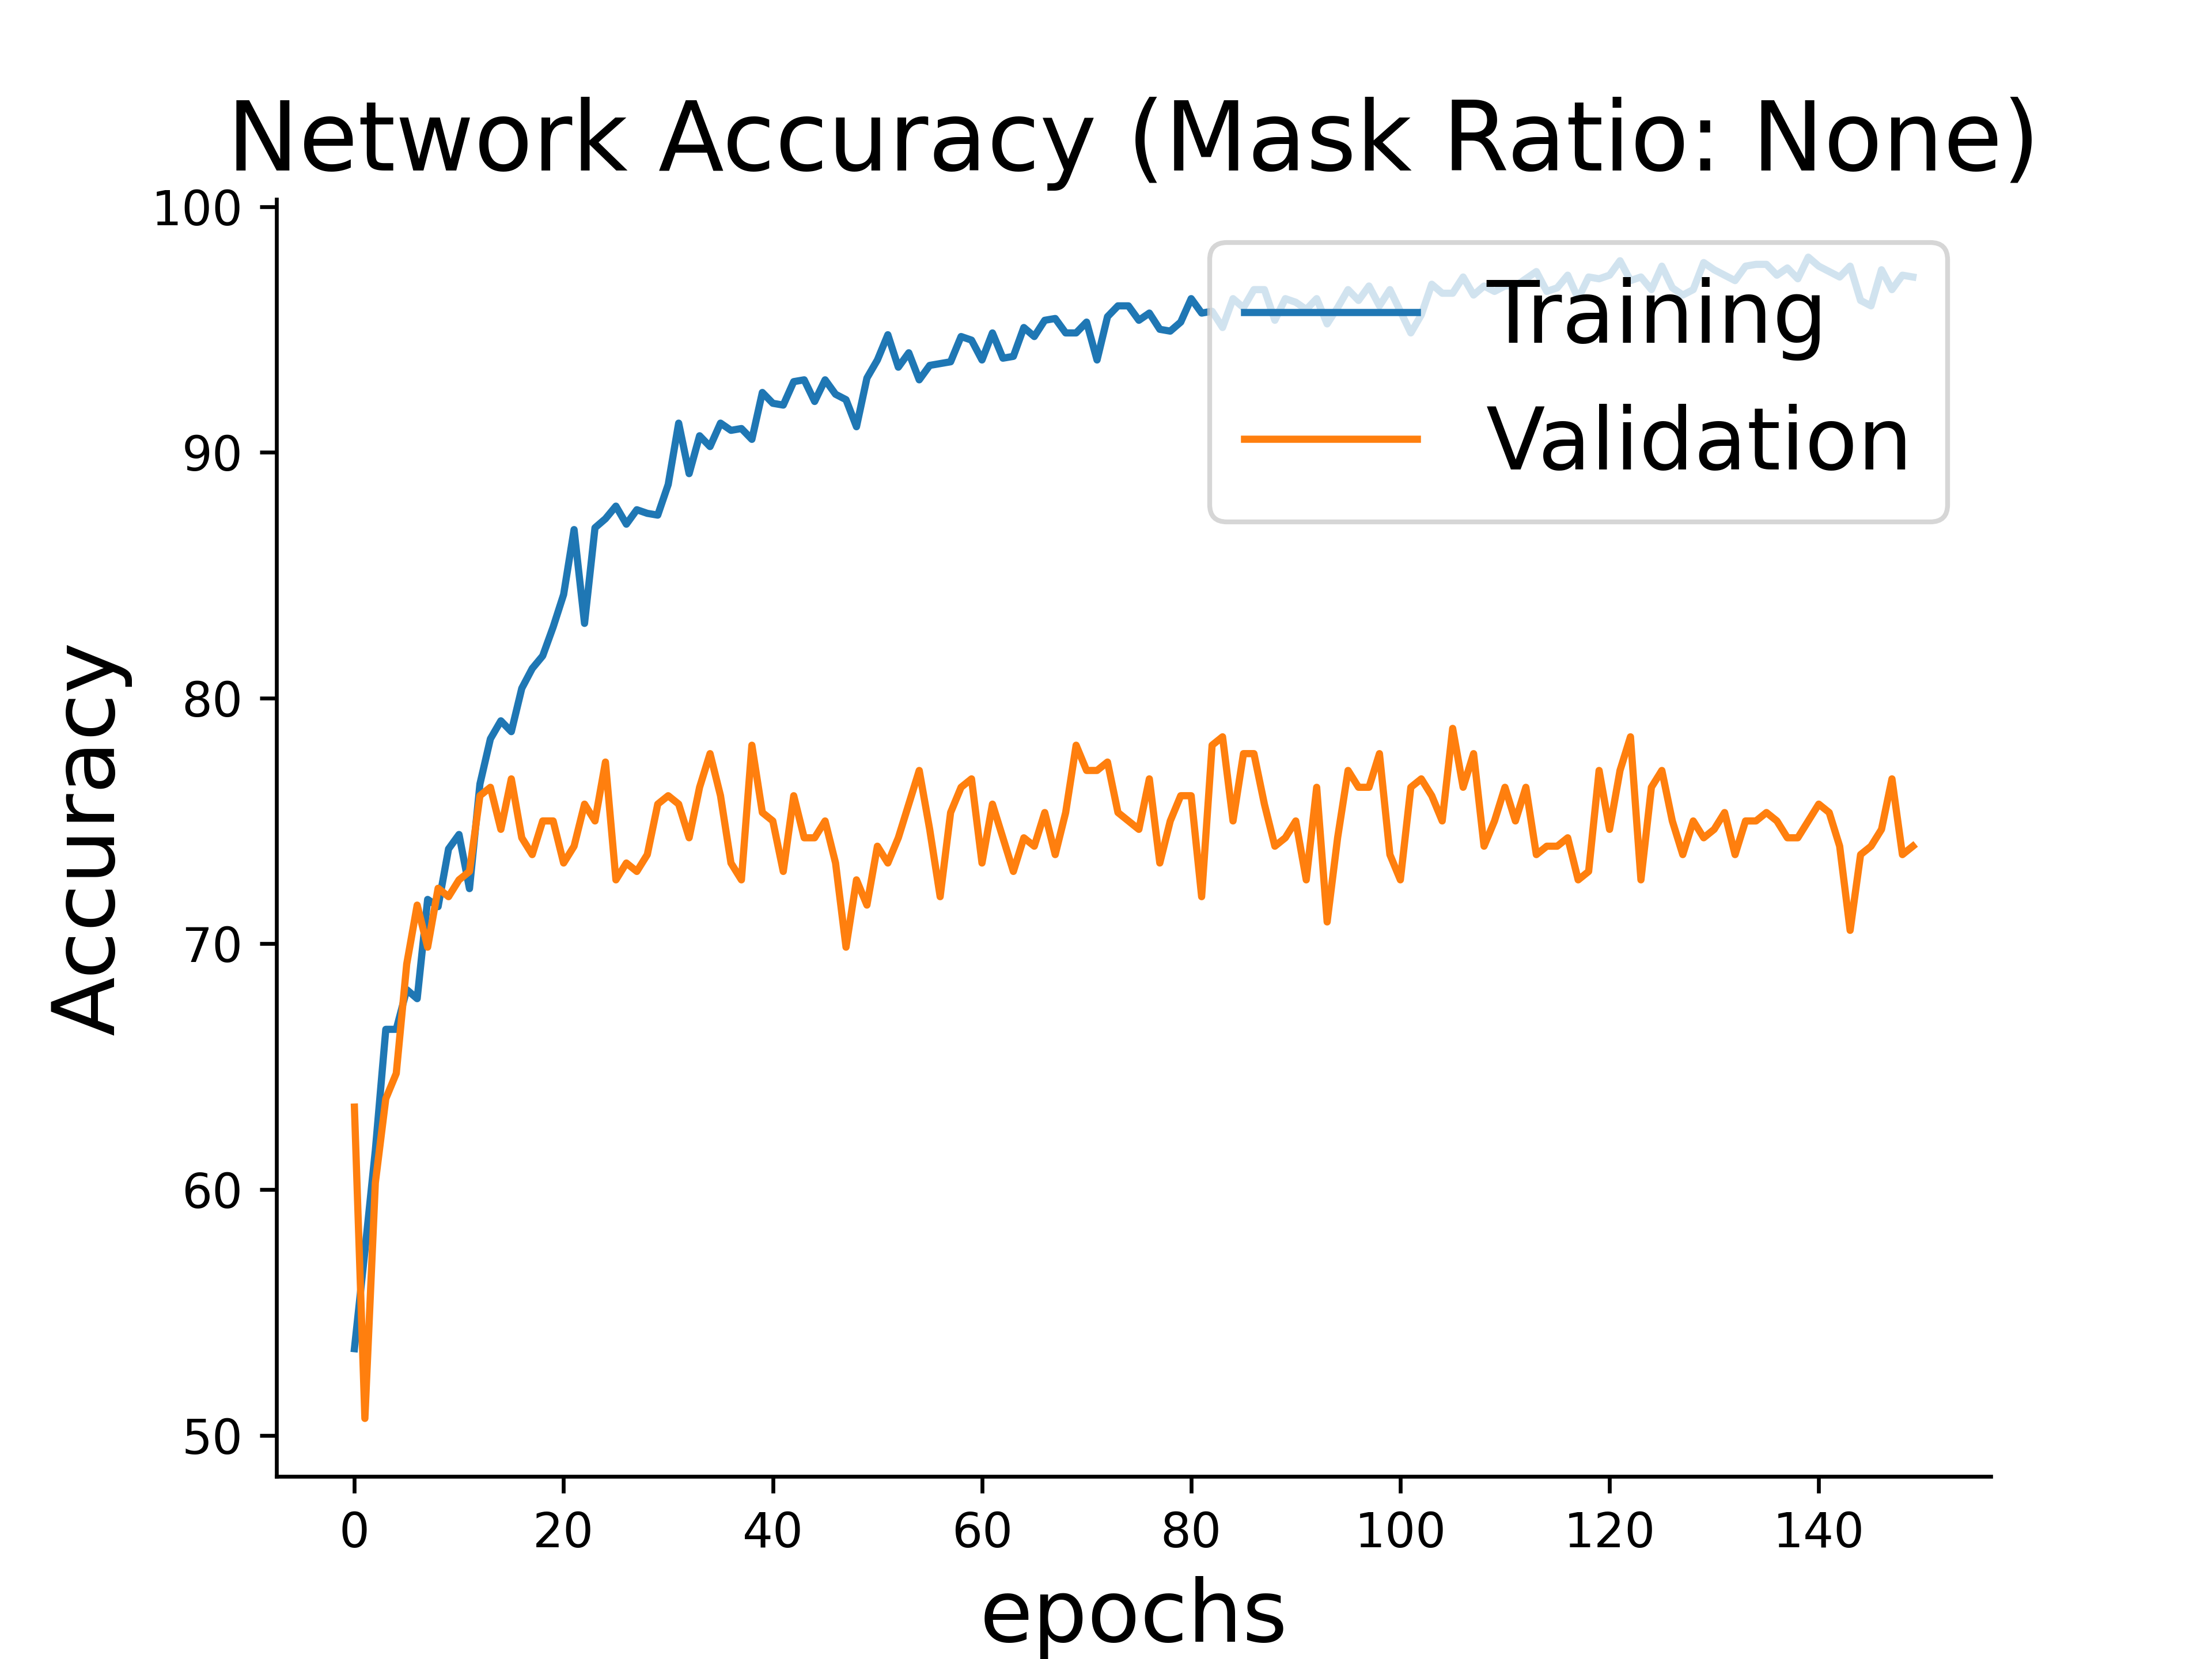 Network Accuracy (Mask Ratio: None)
100
90
80
70
60
50
Accuracy
Training
Validation
0 20 40 60 80 100 120 140
epochs